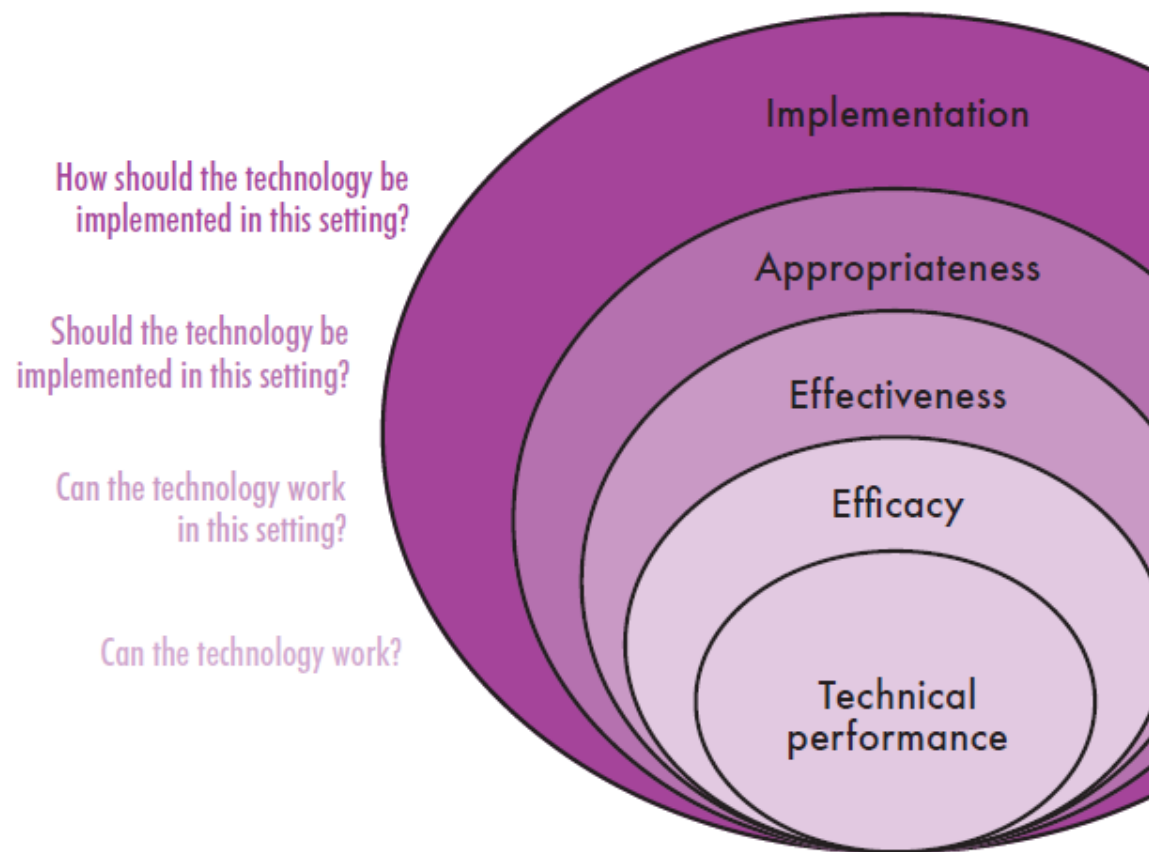 Implementation
How should the technology be
implemented in this setting?
Appropriateness
Should the technology be
implemented in this setting?
Effectiveness
Can the technology work
in this setting?
Efficacy
Can the technology work?
Technical
performance